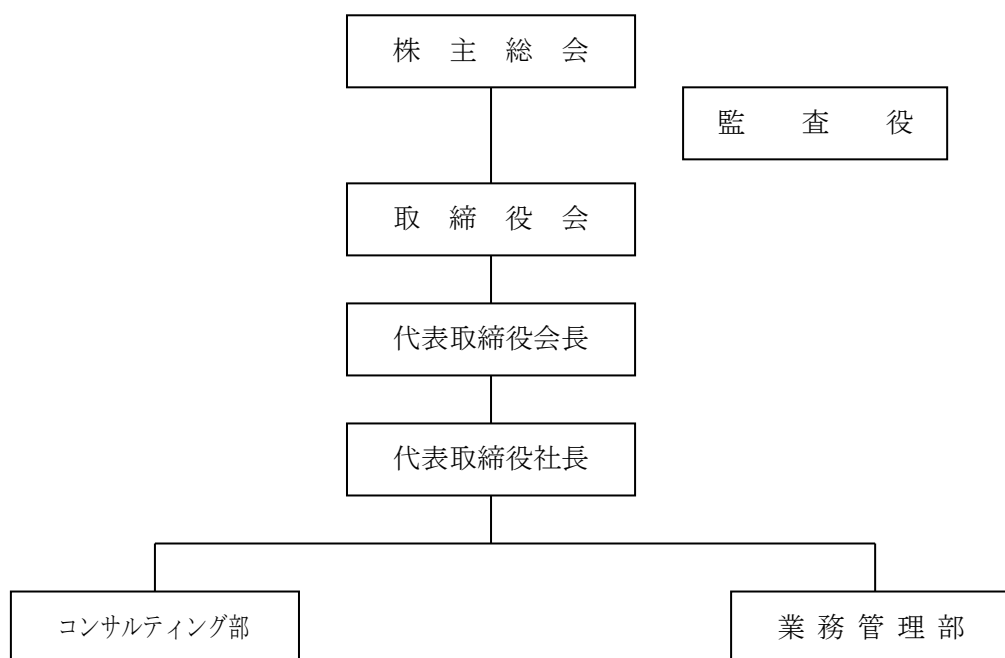 株主総会
監査役
取締役会
代表取締役会長
代表取締役社長
コンサルティング部
業務管理部